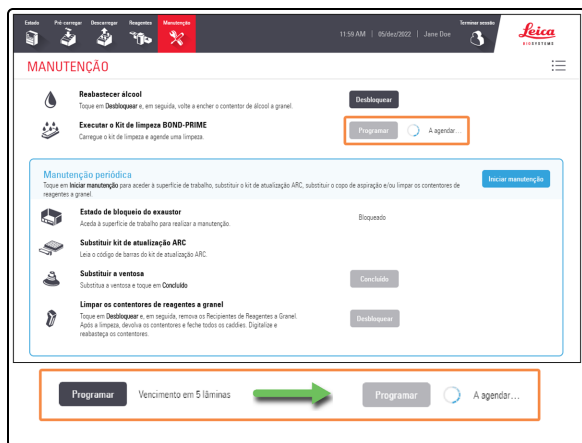 Estado Pré-carregar Descarregar Reagentes Manutenção
11:59 AM | 05/dez/2022 | Jane Doe
Terminar sessão
Leica
BIOSYSTEMS
MANUTENÇÃO
Reabastecer álcool
Toque em Desbloquear e, em seguida, volte a encher o contentor de álcool a granel.
Desbloquear
Executar o Kit de limpeza BOND-PRIME
Carregue o kit de limpeza e agende uma limpeza.
Programar A agendar...
Manutenção periódica
Toque em Iniciar manutenção para aceder à superfície de trabalho, substituir o kit de atualização ARC, substituir o copo de aspiração e/ou limpar os contentores de
reagentes a granel.
Iniciar manutenção
Estado de bloqueio do exaustor
Aceda à superfície de trabalho para realizar a manutenção.
Bloqueado
Substituir kit de atualização ARC
Leia o código de barras do kit de atualização ARC.
Substituir a ventosa
Substitua a ventosa e toque em Concluído
Concluído
Limpar os contentores de reagentes a granel
Toque em Desbloquear e, em seguida, remova os Recipientes de Reagentes a Granel.
Após a limpeza, devolva os contentores e feche todos os caddies. Digitalize e
reabasteça os contentores.
Desbloquear
Programar Vencimento em 5 lâminas Programar A agendar...